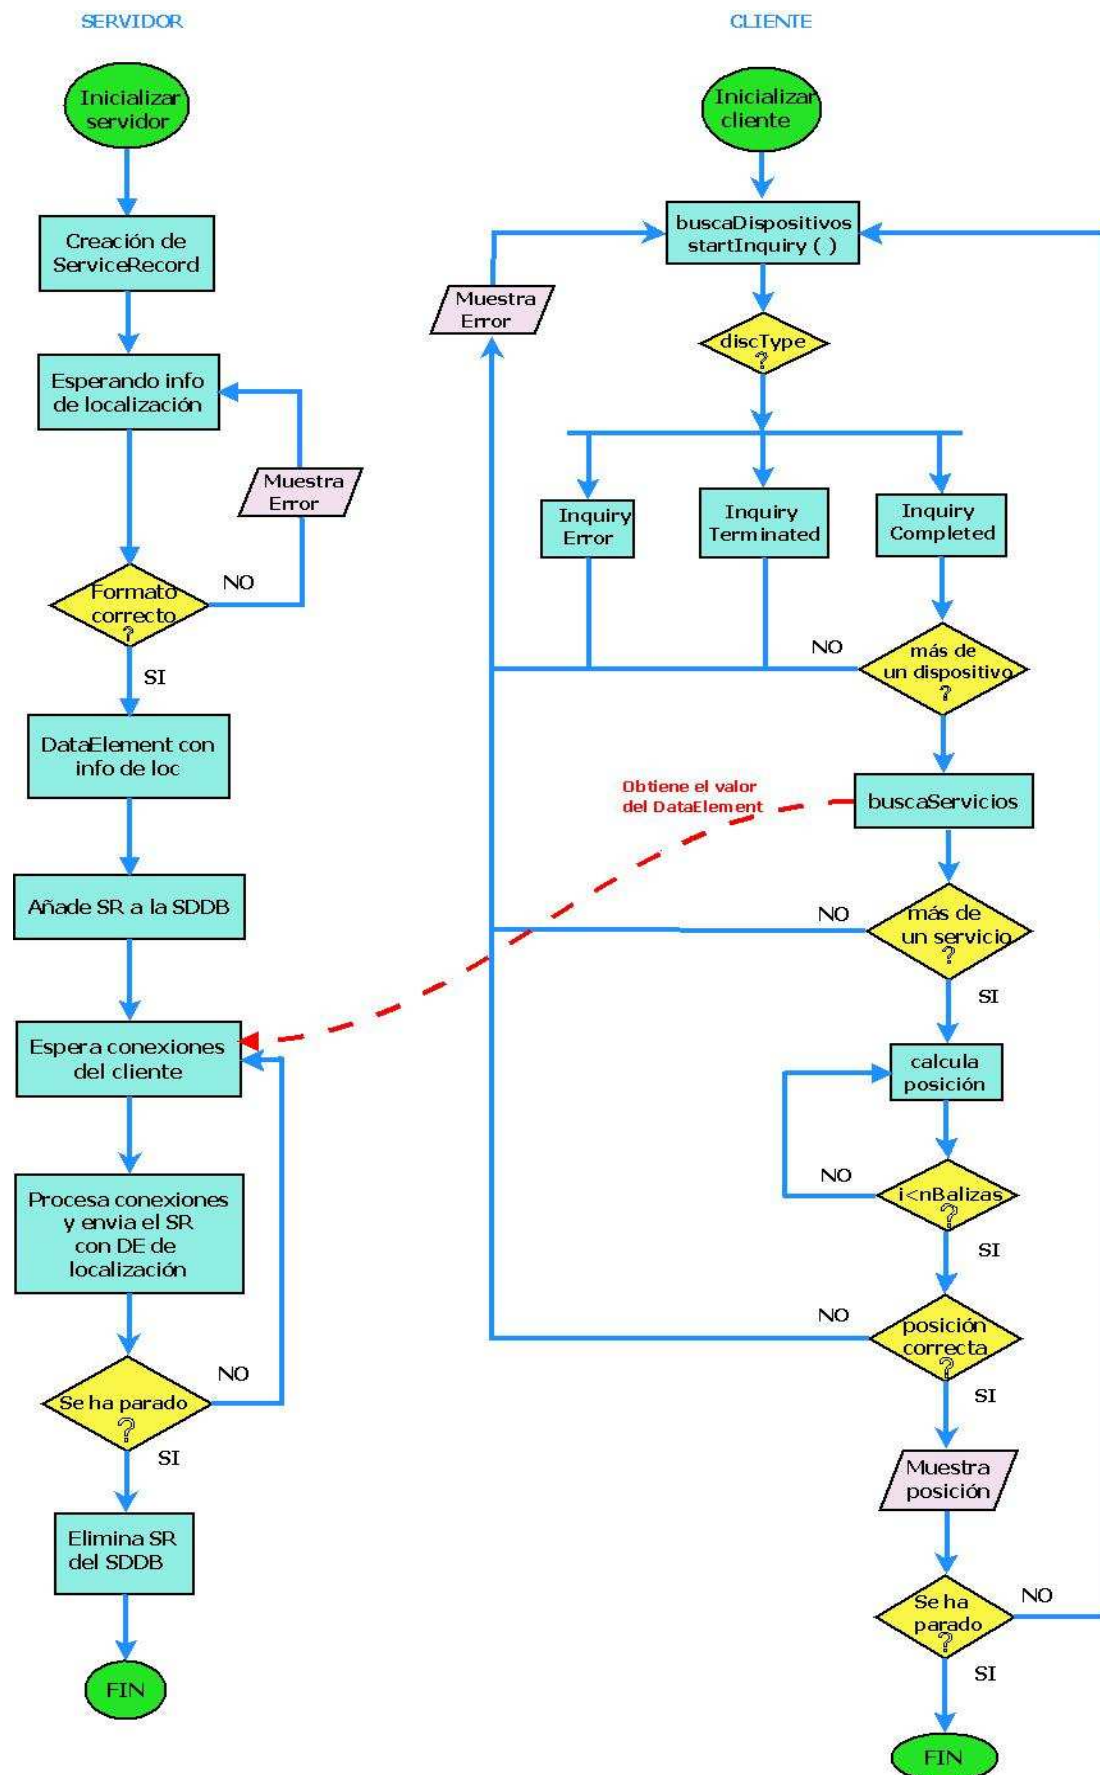 SERVIDOR
Inicializar
servidor
Creación de
ServiceRecord
Esperando info
de localización
Muestra
Error
Formato
correcto
?
NO
SI
DataElement con
info de loc
Añade SR a la SDDB
Espera conexiones
del cliente
Procesa conexiones
y envia el SR
con DE de
localización
Se ha parado
?
NO
SI
Elimina SR
del SDDB
FIN
CLIENTE
Inicializar
cliente
buscaDispositivos
startInquiry ( )
Muestra
Error
discType
?
Inquiry
Error
Inquiry
Terminated
Inquiry
Completed
NO
más de
un dispositivo
?
Obtiene el valor
del DataElement
buscaServicios
NO
más de
un servicio
?
SI
calcula
posición
NO
i<nBalizas
?
SI
NO
posición
correcta
?
SI
Muestra
posición
Se ha
parado
?
NO
SI
FIN